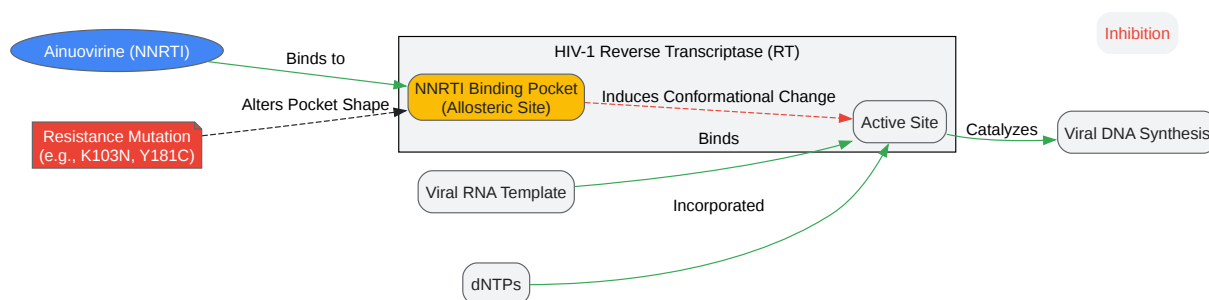 Ainuovirine (NNRTI)
Binds to
HIV-1 Reverse Transcriptase (RT)
Inhibition
NNRTI Binding Pocket
(Allosteric Site)
Induces Conformational Change
Alters Pocket Shape
Resistance Mutation
(e.g., K103N, Y181C)
Active Site
Catalyzes
Viral DNA Synthesis
Binds
Viral RNA Template
Incorporated
dNTPs